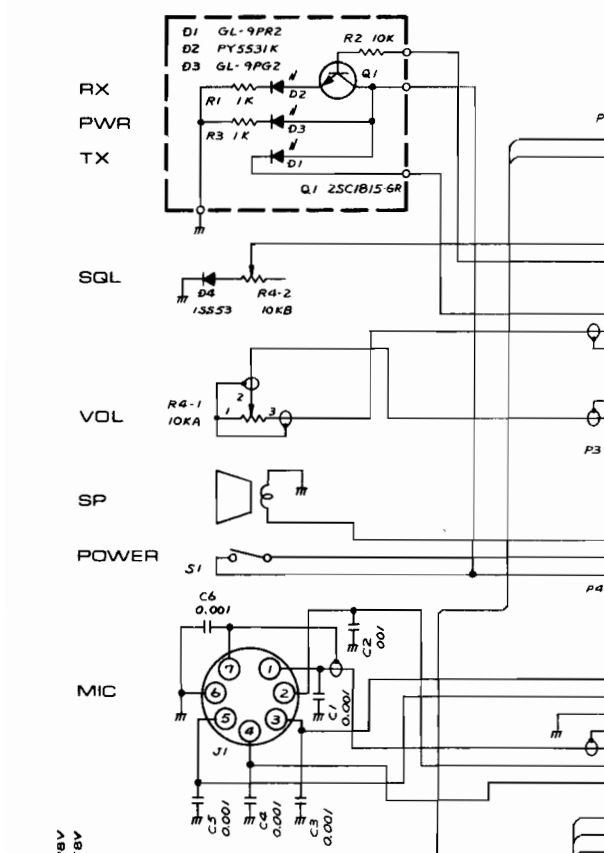 D1 GL-9PR2
D2 PY5531K
D3 GL-9PG2
R2 10K
Q1
RX
D2
R1 1K
PWR
D3
R3 1K
TX
D1
Q1 2SC1815-GR
SQL
D4
1SS53
R4-2
10KB
R4-1
10KA
1
2
3
VOL
P3
SP
POWER
S1
P4
C6
0.001
C2
001
7
1
MIC
6
2
C1
0.001
5
4
3
J1
C5
0.001
C4
0.001
C3
0.001